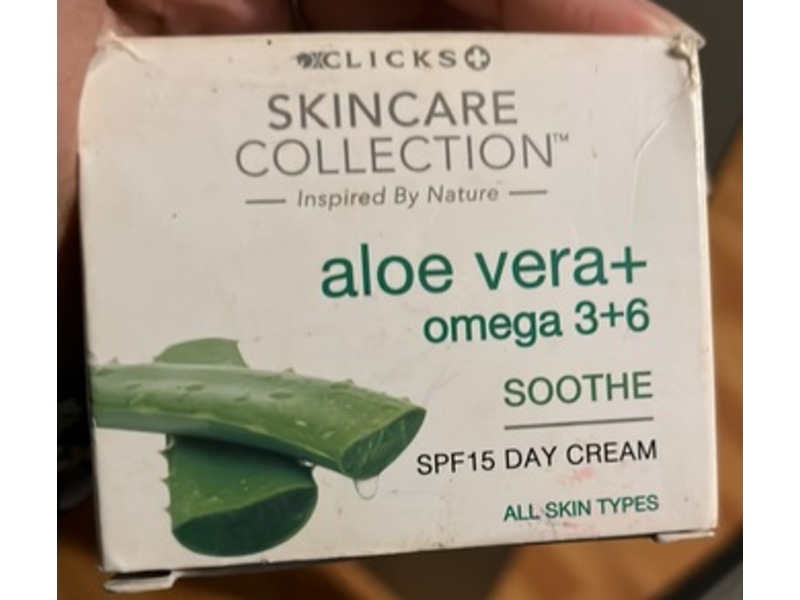 CLICKS
SKINCARE
COLLECTION™
Inspired By Nature
aloe vera+
omega 3+6
SOOTHE
SPF15 DAY CREAM
ALL SKIN TYPES